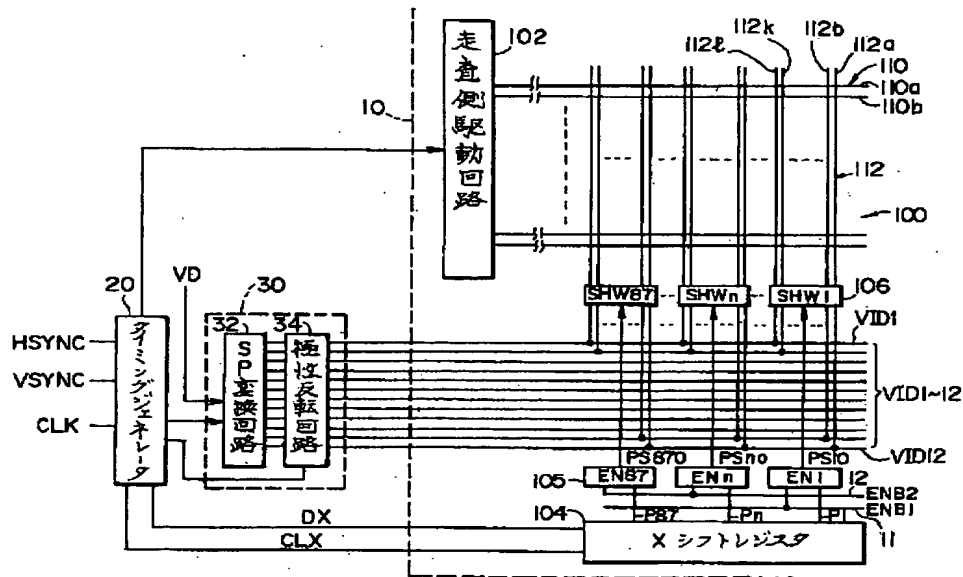 112b
112k
112l
112a
102
110
110a
110b
10
走査側駆動回路
112
100
20
VD
30
SHW87
SHWn
SHW1
106
32
34
VID1
HSYNC
VSYNC
CLK
タイミングジェネレータ
SP変換回路
極性反転回路
VID1~12
PS870
PSno
PS10
VID12
105
EN87
ENn
EN1
12
ENB2
ENB1
DX
104
P87
Pn
P1
11
CLX
Xシフトレジスタ